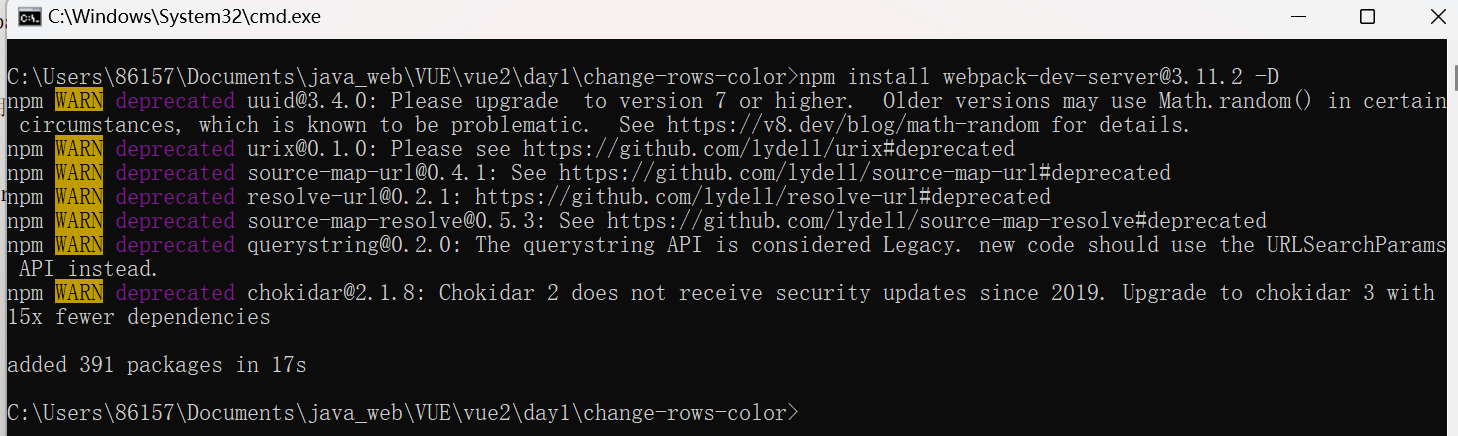 C:\Windows\System32\cmd.exe
C:\Users\86157\Documents\java_web\VUE\vue2\day1\change-rows-color>npm install webpack-dev-server@3.11.2 -D
npm WARN deprecated uuid@3.4.0: Please upgrade  to version 7 or higher.  Older versions may use Math.random() in certain
 circumstances, which is known to be problematic.  See https://v8.dev/blog/math-random for details.
npm WARN deprecated urix@0.1.0: Please see https://github.com/lydell/urix#deprecated
npm WARN deprecated source-map-url@0.4.1: See https://github.com/lydell/source-map-url#deprecated
npm WARN deprecated resolve-url@0.2.1: https://github.com/lydell/resolve-url#deprecated
npm WARN deprecated source-map-resolve@0.5.3: See https://github.com/lydell/source-map-resolve#deprecated
npm WARN deprecated querystring@0.2.0: The querystring API is considered Legacy. new code should use the URLSearchParams
 API instead.
npm WARN deprecated chokidar@2.1.8: Chokidar 2 does not receive security updates since 2019. Upgrade to chokidar 3 with
15x fewer dependencies
added 391 packages in 17s
C:\Users\86157\Documents\java_web\VUE\vue2\day1\change-rows-color>